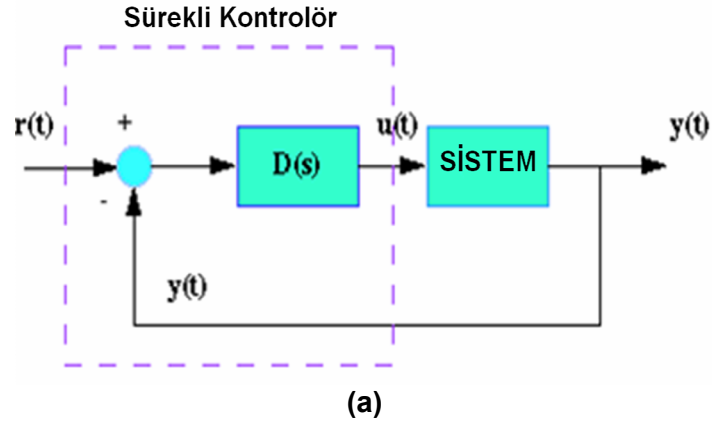 Sürekli Kontrolör
r(t)
+
u(t)
y(t)
D(s)
SİSTEM
-
y(t)
(a)